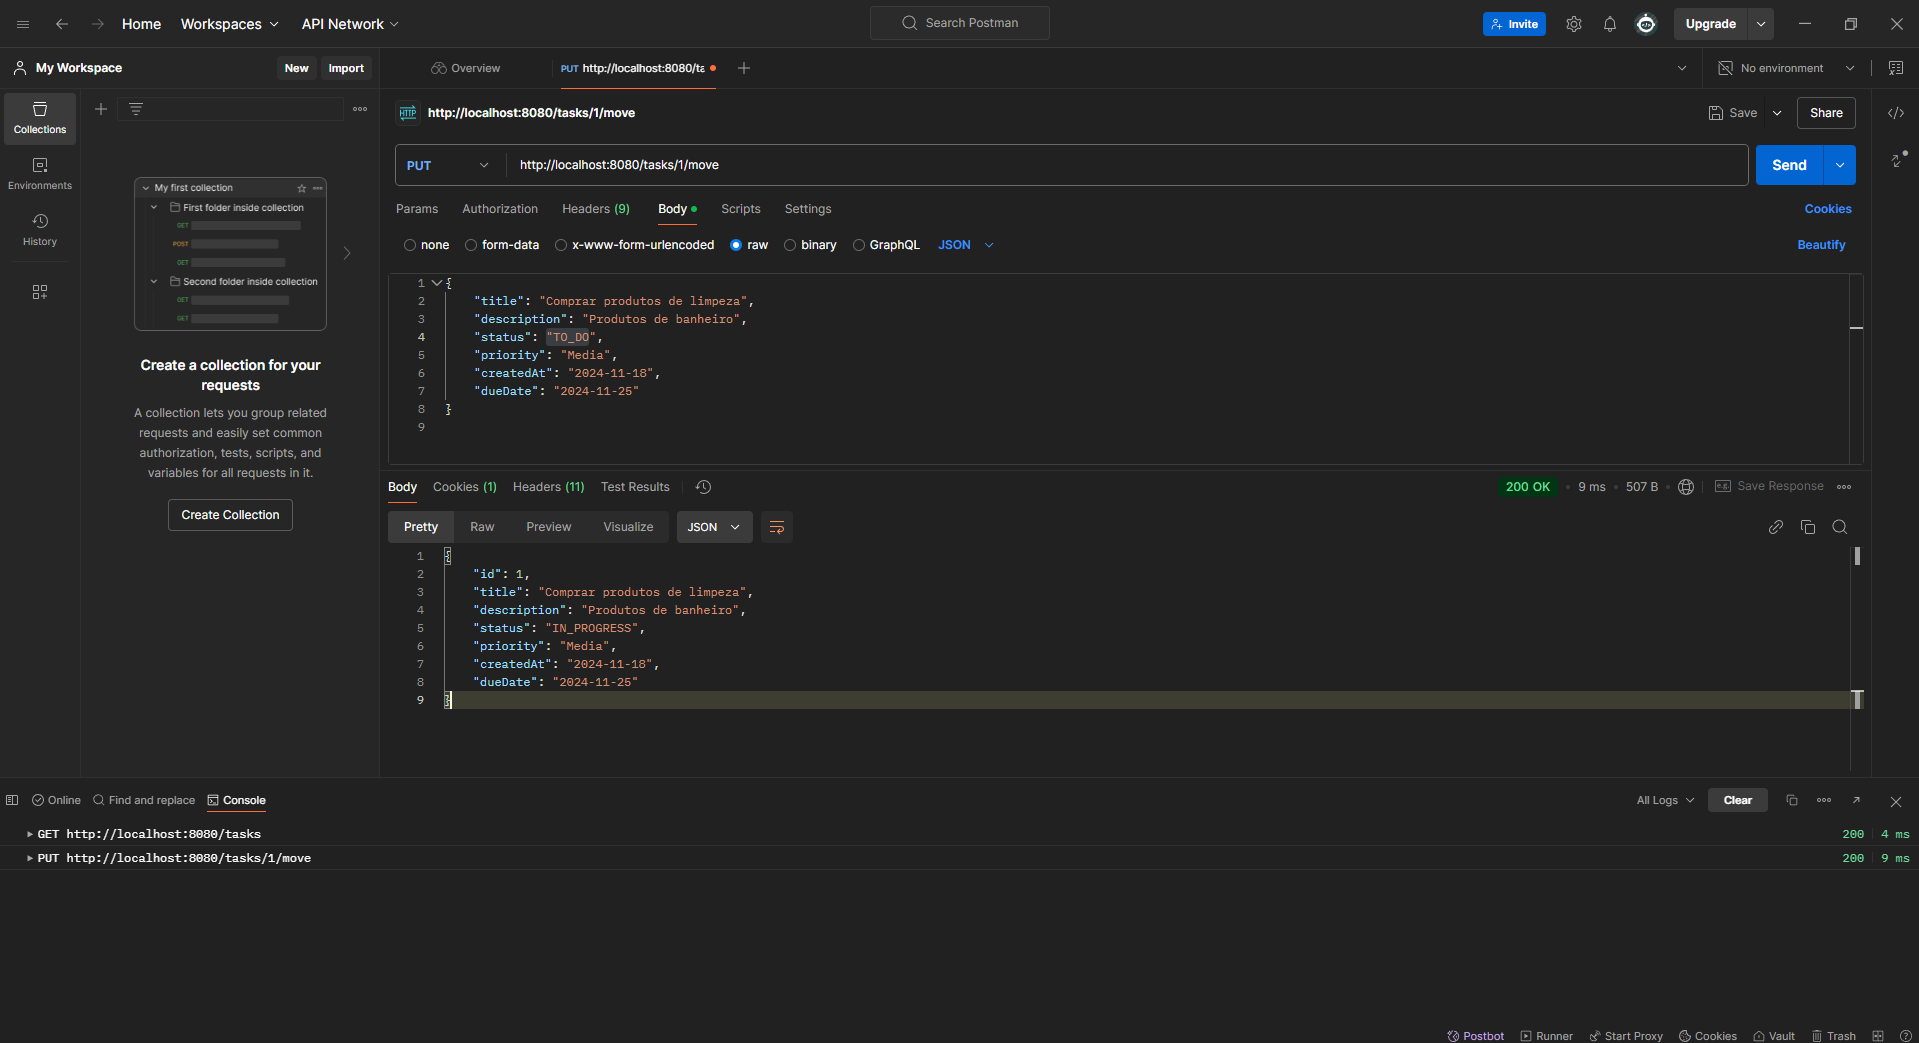 Home Workspaces API Network Search Postman Invite Upgrade
My Workspace New Import Overview PUT http://localhost:8080/ta No environment
Collections
Environments
History
My first collection
First folder inside collection
GET
POST
GET
Second folder inside collection
GET
GET
Create a collection for your
requests
A collection lets you group related
requests and easily set common
authorization, tests, scripts, and
variables for all requests in it.
Create Collection
HTTP http://localhost:8080/tasks/1/move Save Share
PUT http://localhost:8080/tasks/1/move Send
Params Authorization Headers (9) Body Scripts Settings Cookies
none form-data x-www-form-urlencoded raw binary GraphQL JSON Beautify
1 {
2 "title": "Comprar produtos de limpeza",
3 "description": "Produtos de banheiro",
4 "status": "TO_DO",
5 "priority": "Media",
6 "createdAt": "2024-11-18",
7 "dueDate": "2024-11-25"
8 }
9
Body Cookies (1) Headers (11) Test Results 200 OK 9 ms 507 B e.g. Save Response
Pretty Raw Preview Visualize JSON
1 {
2 "id": 1,
3 "title": "Comprar produtos de limpeza",
4 "description": "Produtos de banheiro",
5 "status": "IN_PROGRESS",
6 "priority": "Media",
7 "createdAt": "2024-11-18",
8 "dueDate": "2024-11-25"
9 }
Online Find and replace Console All Logs Clear
GET http://localhost:8080/tasks 200 4 ms
PUT http://localhost:8080/tasks/1/move 200 9 ms
Postbot Runner Start Proxy Cookies Vault Trash